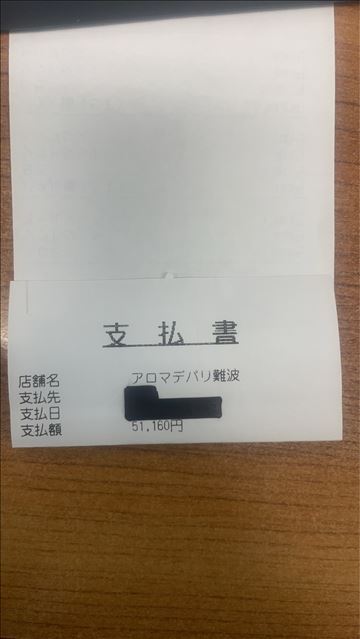 支払書
店舗名 アロマデバリ難波
支払先
支払日
支払額 51,160円